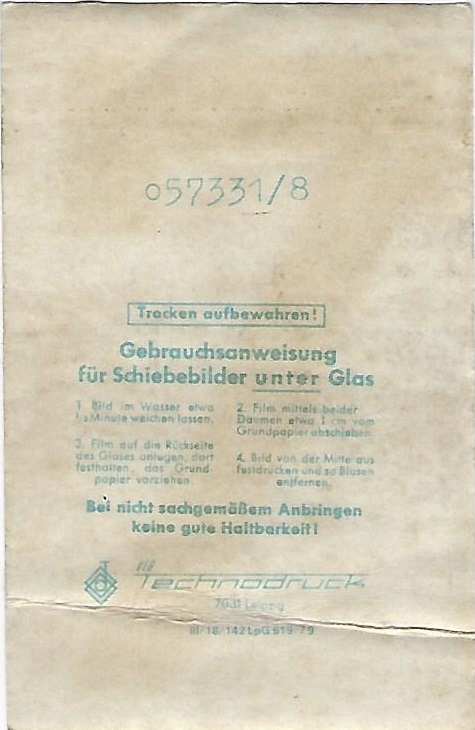 057331/8
Trocken aufbewahren!
Gebrauchsanweisung
für Schiebebilder unter Glas
1. Bild im Wasser etwa
½ Minute weichen lassen.
2. Film mittels beider
Daumen etwa 1 cm vom
Grundpapier abschieben.
3. Film auf die Rückseite
des Glases anlegen, dort
festhalten, das Grund-
papier vorziehen.
4. Bild von der Mitte aus
festdrücken und so Blasen
entfernen.
Bei nicht sachgemäßem Anbringen
keine gute Haltbarkeit!
VEB
Technodruck
7031 Leipzig
III/18/142 LpG 619/79